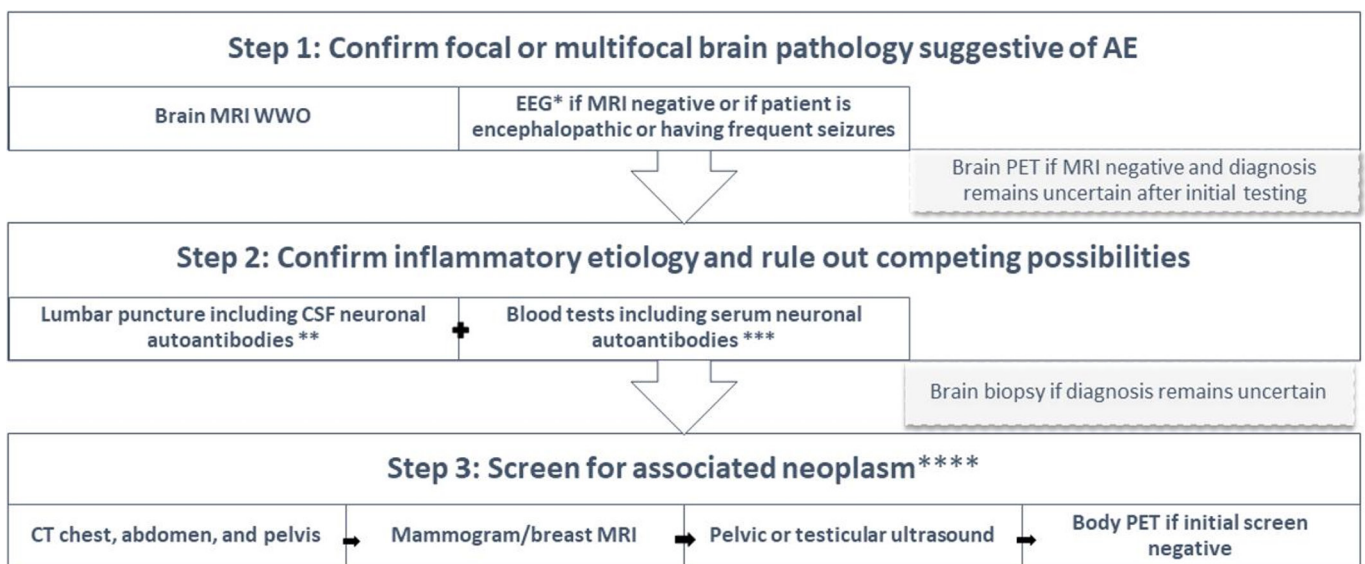 Step 1: Confirm focal or multifocal brain pathology suggestive of AE
Brain MRI WWO
EEG* if MRI negative or if patient is
encephalopathic or having frequent seizures
Brain PET if MRI negative and diagnosis
remains uncertain after initial testing
Step 2: Confirm inflammatory etiology and rule out competing possibilities
Lumbar puncture including CSF neuronal
autoantibodies **
Blood tests including serum neuronal
autoantibodies ***
Brain biopsy if diagnosis remains uncertain
Step 3: Screen for associated neoplasm****
CT chest, abdomen, and pelvis
Mammogram/breast MRI
Pelvic or testicular ultrasound
Body PET if initial screen
negative